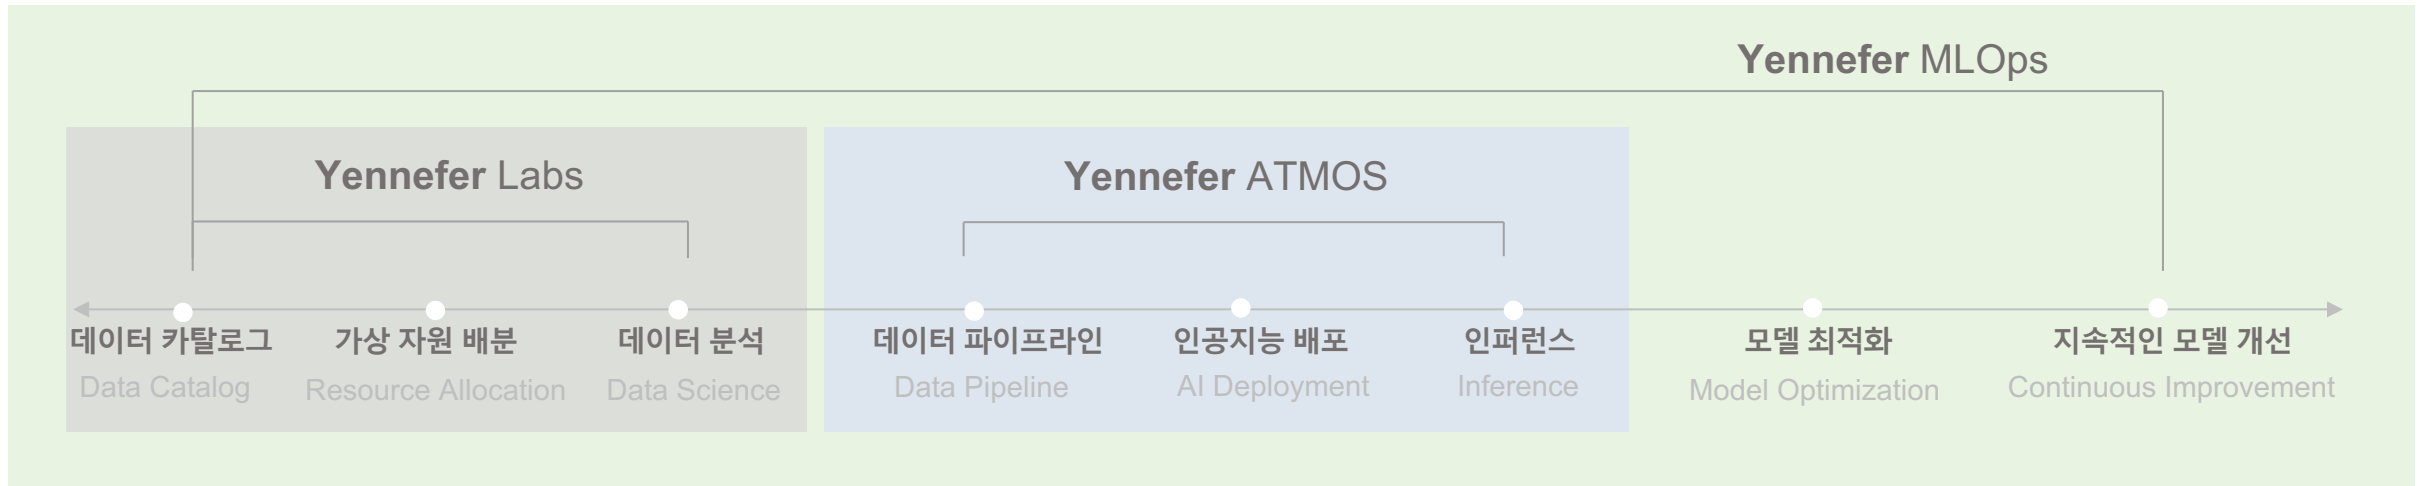 Yennefer MLOps
Yennefer Labs
Yennefer ATMOS
데이터 카탈로그
Data Catalog
가상 자원 배분
Resource Allocation
데이터 분석
Data Science
데이터 파이프라인
Data Pipeline
인공지능 배포
AI Deployment
인퍼런스
Inference
모델 최적화
Model Optimization
지속적인 모델 개선
Continuous Improvement